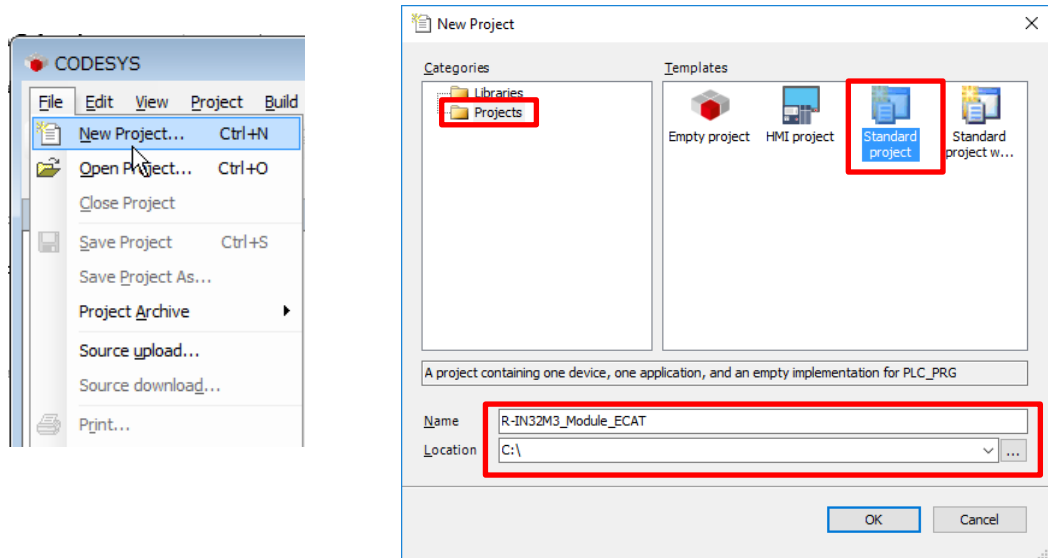 CODESYS
File Edit View Project Build
New Project... Ctrl+N
Open Project... Ctrl+O
Close Project
Save Project Ctrl+S
Save Project As...
Project Archive
Source upload...
Source download...
Print...
New Project
Categories
Templates
Libraries
Projects
Empty project
HMI project
Standard
project
Standard
project w...
A project containing one device, one application, and an empty implementation for PLC_PRG
Name R-IN32M3_Module_ECAT
Location C:\ ...
OK Cancel